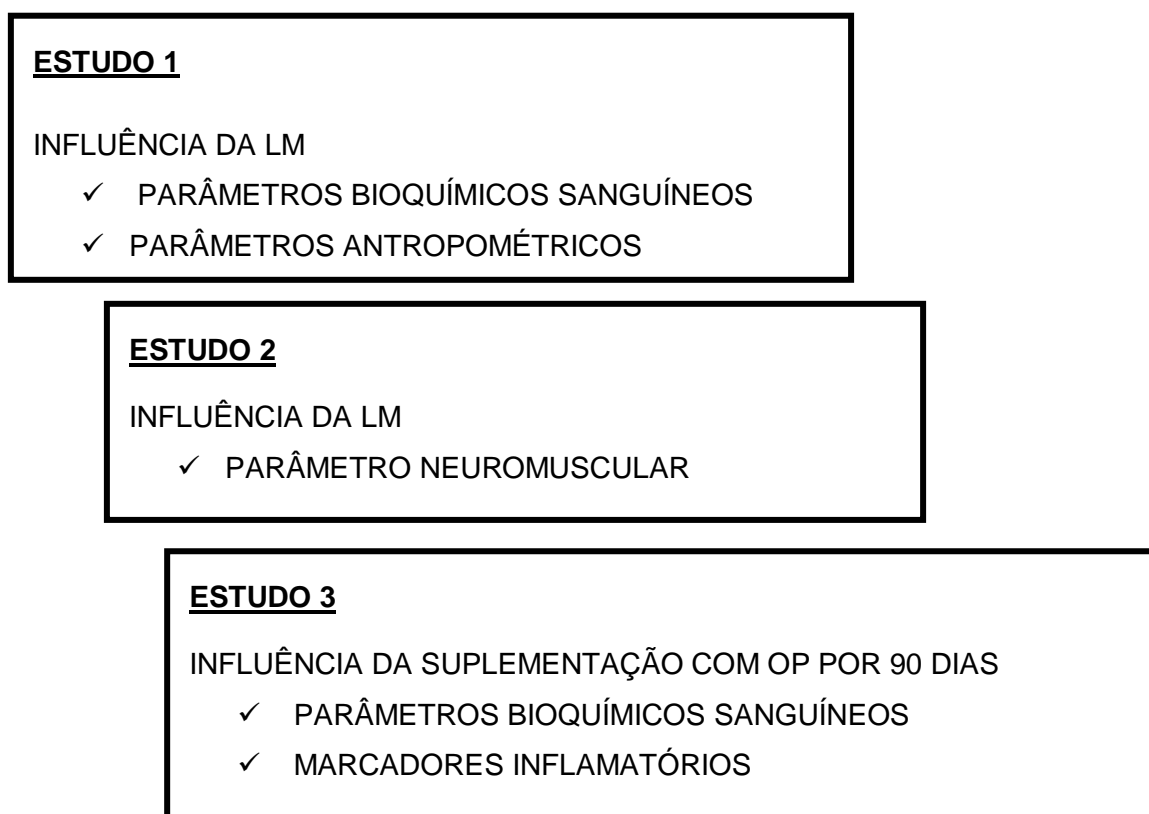 ESTUDO 1
INFLUÊNCIA DA LM
✓ PARÂMETROS BIOQUÍMICOS SANGUÍNEOS
✓ PARÂMETROS ANTROPOMÉTRICOS
ESTUDO 2
INFLUÊNCIA DA LM
✓ PARÂMETRO NEUROMUSCULAR
ESTUDO 3
INFLUÊNCIA DA SUPLEMENTAÇÃO COM OP POR 90 DIAS
✓ PARÂMETROS BIOQUÍMICOS SANGUÍNEOS
✓ MARCADORES INFLAMATÓRIOS